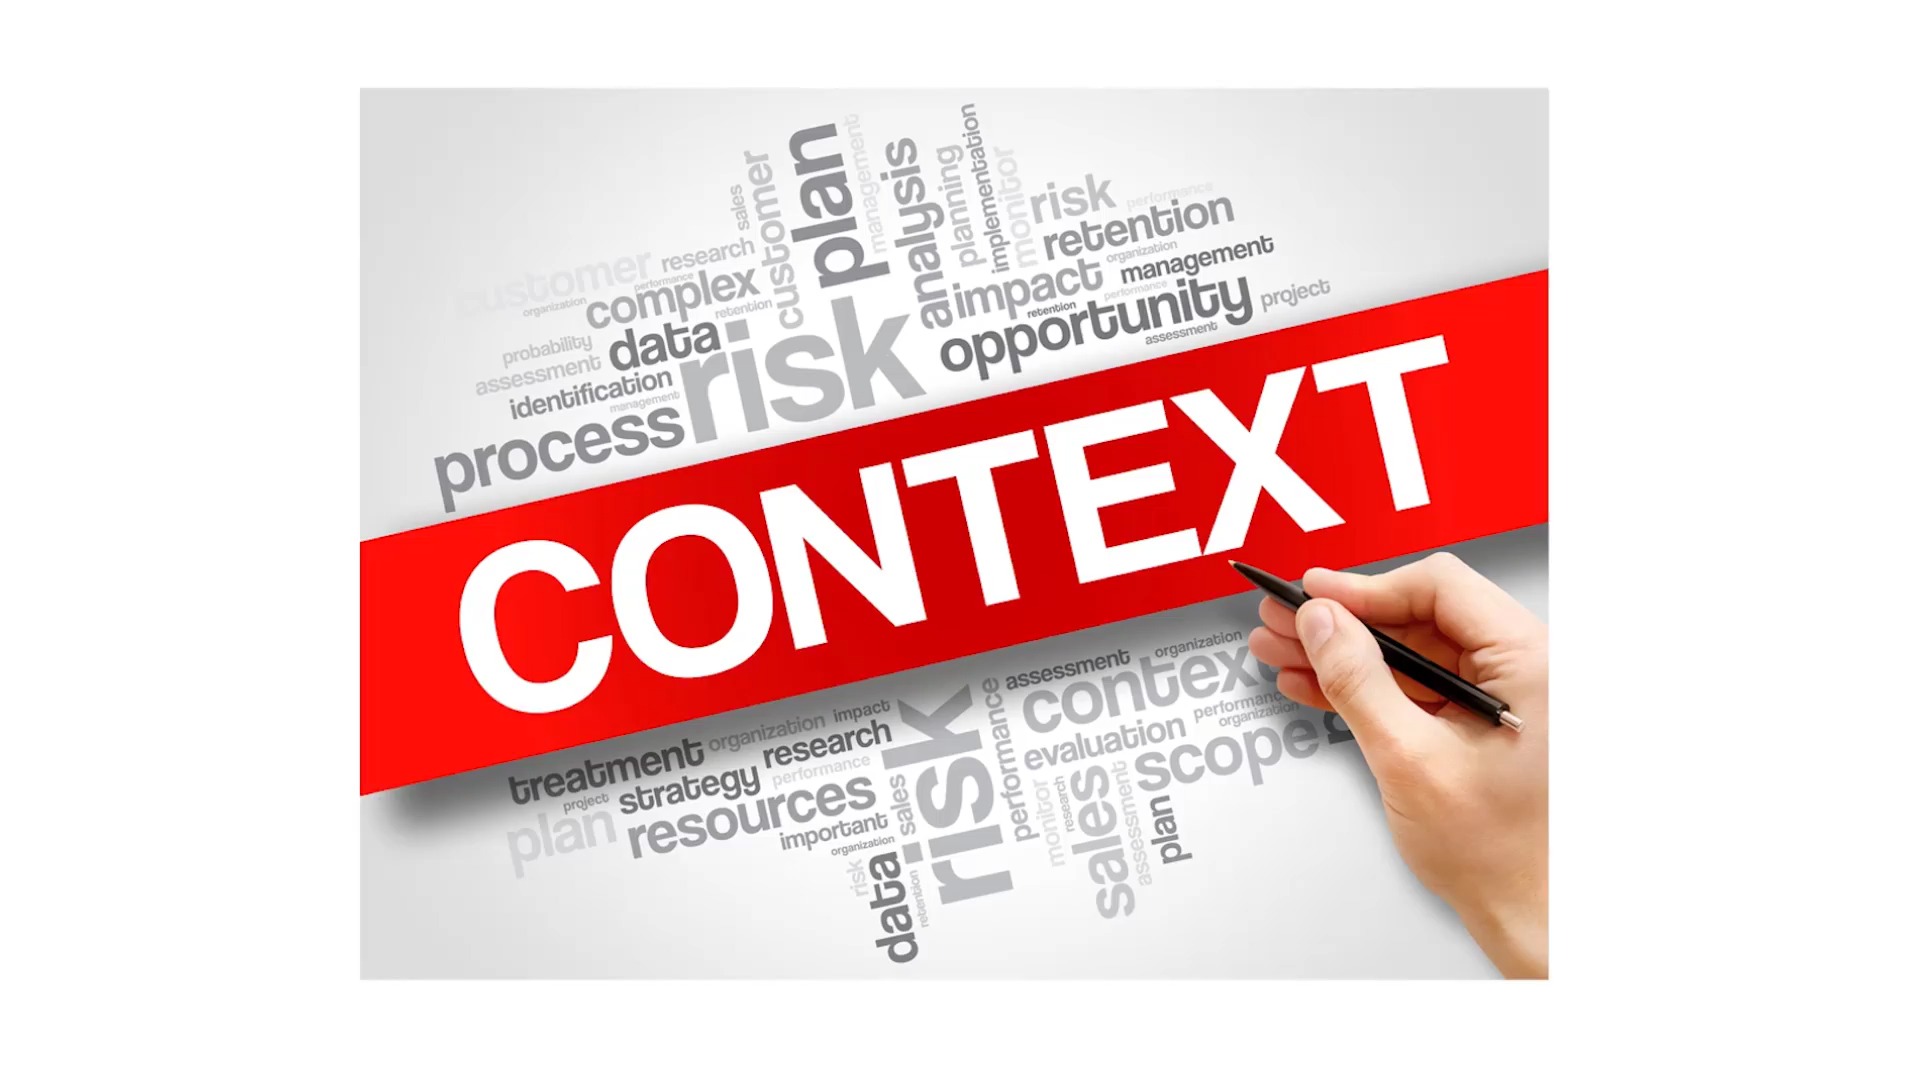 plan
management
analysis
planning
implementation
monitor
risk
performance
retention
organization
management
impact
retention
performance
opportunity
assessment
project
sales
customer
research
customer
performance
organization
complex
retention
probability
data
assessment
identification
management
process
risk
CONTEXT
organization
assessment
context
performance
organization
evaluation
scope
impact
organization
research
treatment
performance
project
strategy
plan
resources
important
organization
sales
risk
performance
monitor
research
sales
assessment
plan
risk
data
retention